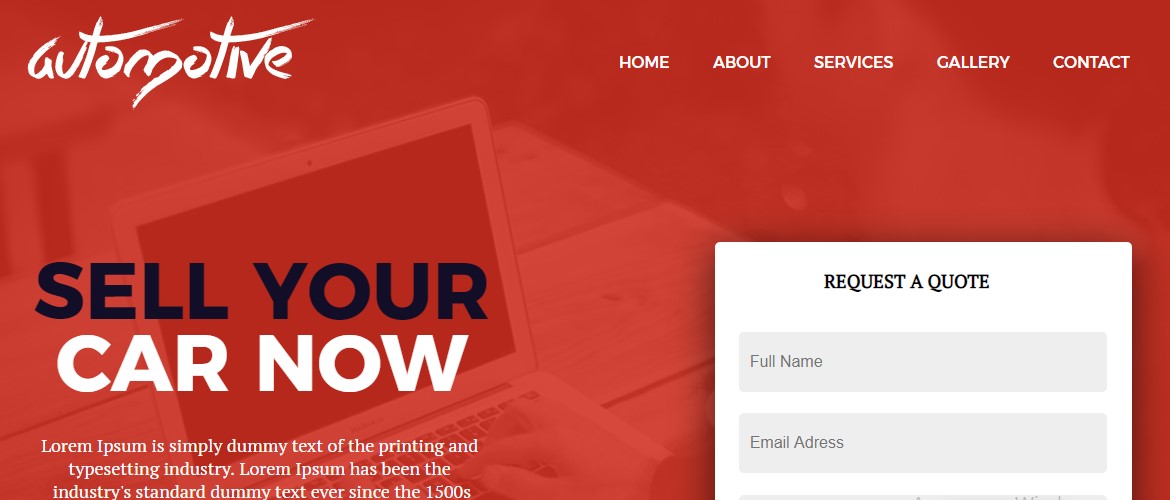 automotive
HOME ABOUT SERVICES GALLERY CONTACT
SELL YOUR
CAR NOW
Lorem Ipsum is simply dummy text of the printing and
typesetting industry. Lorem Ipsum has been the
industry's standard dummy text ever since the 1500s
REQUEST A QUOTE
Full Name
Email Adress